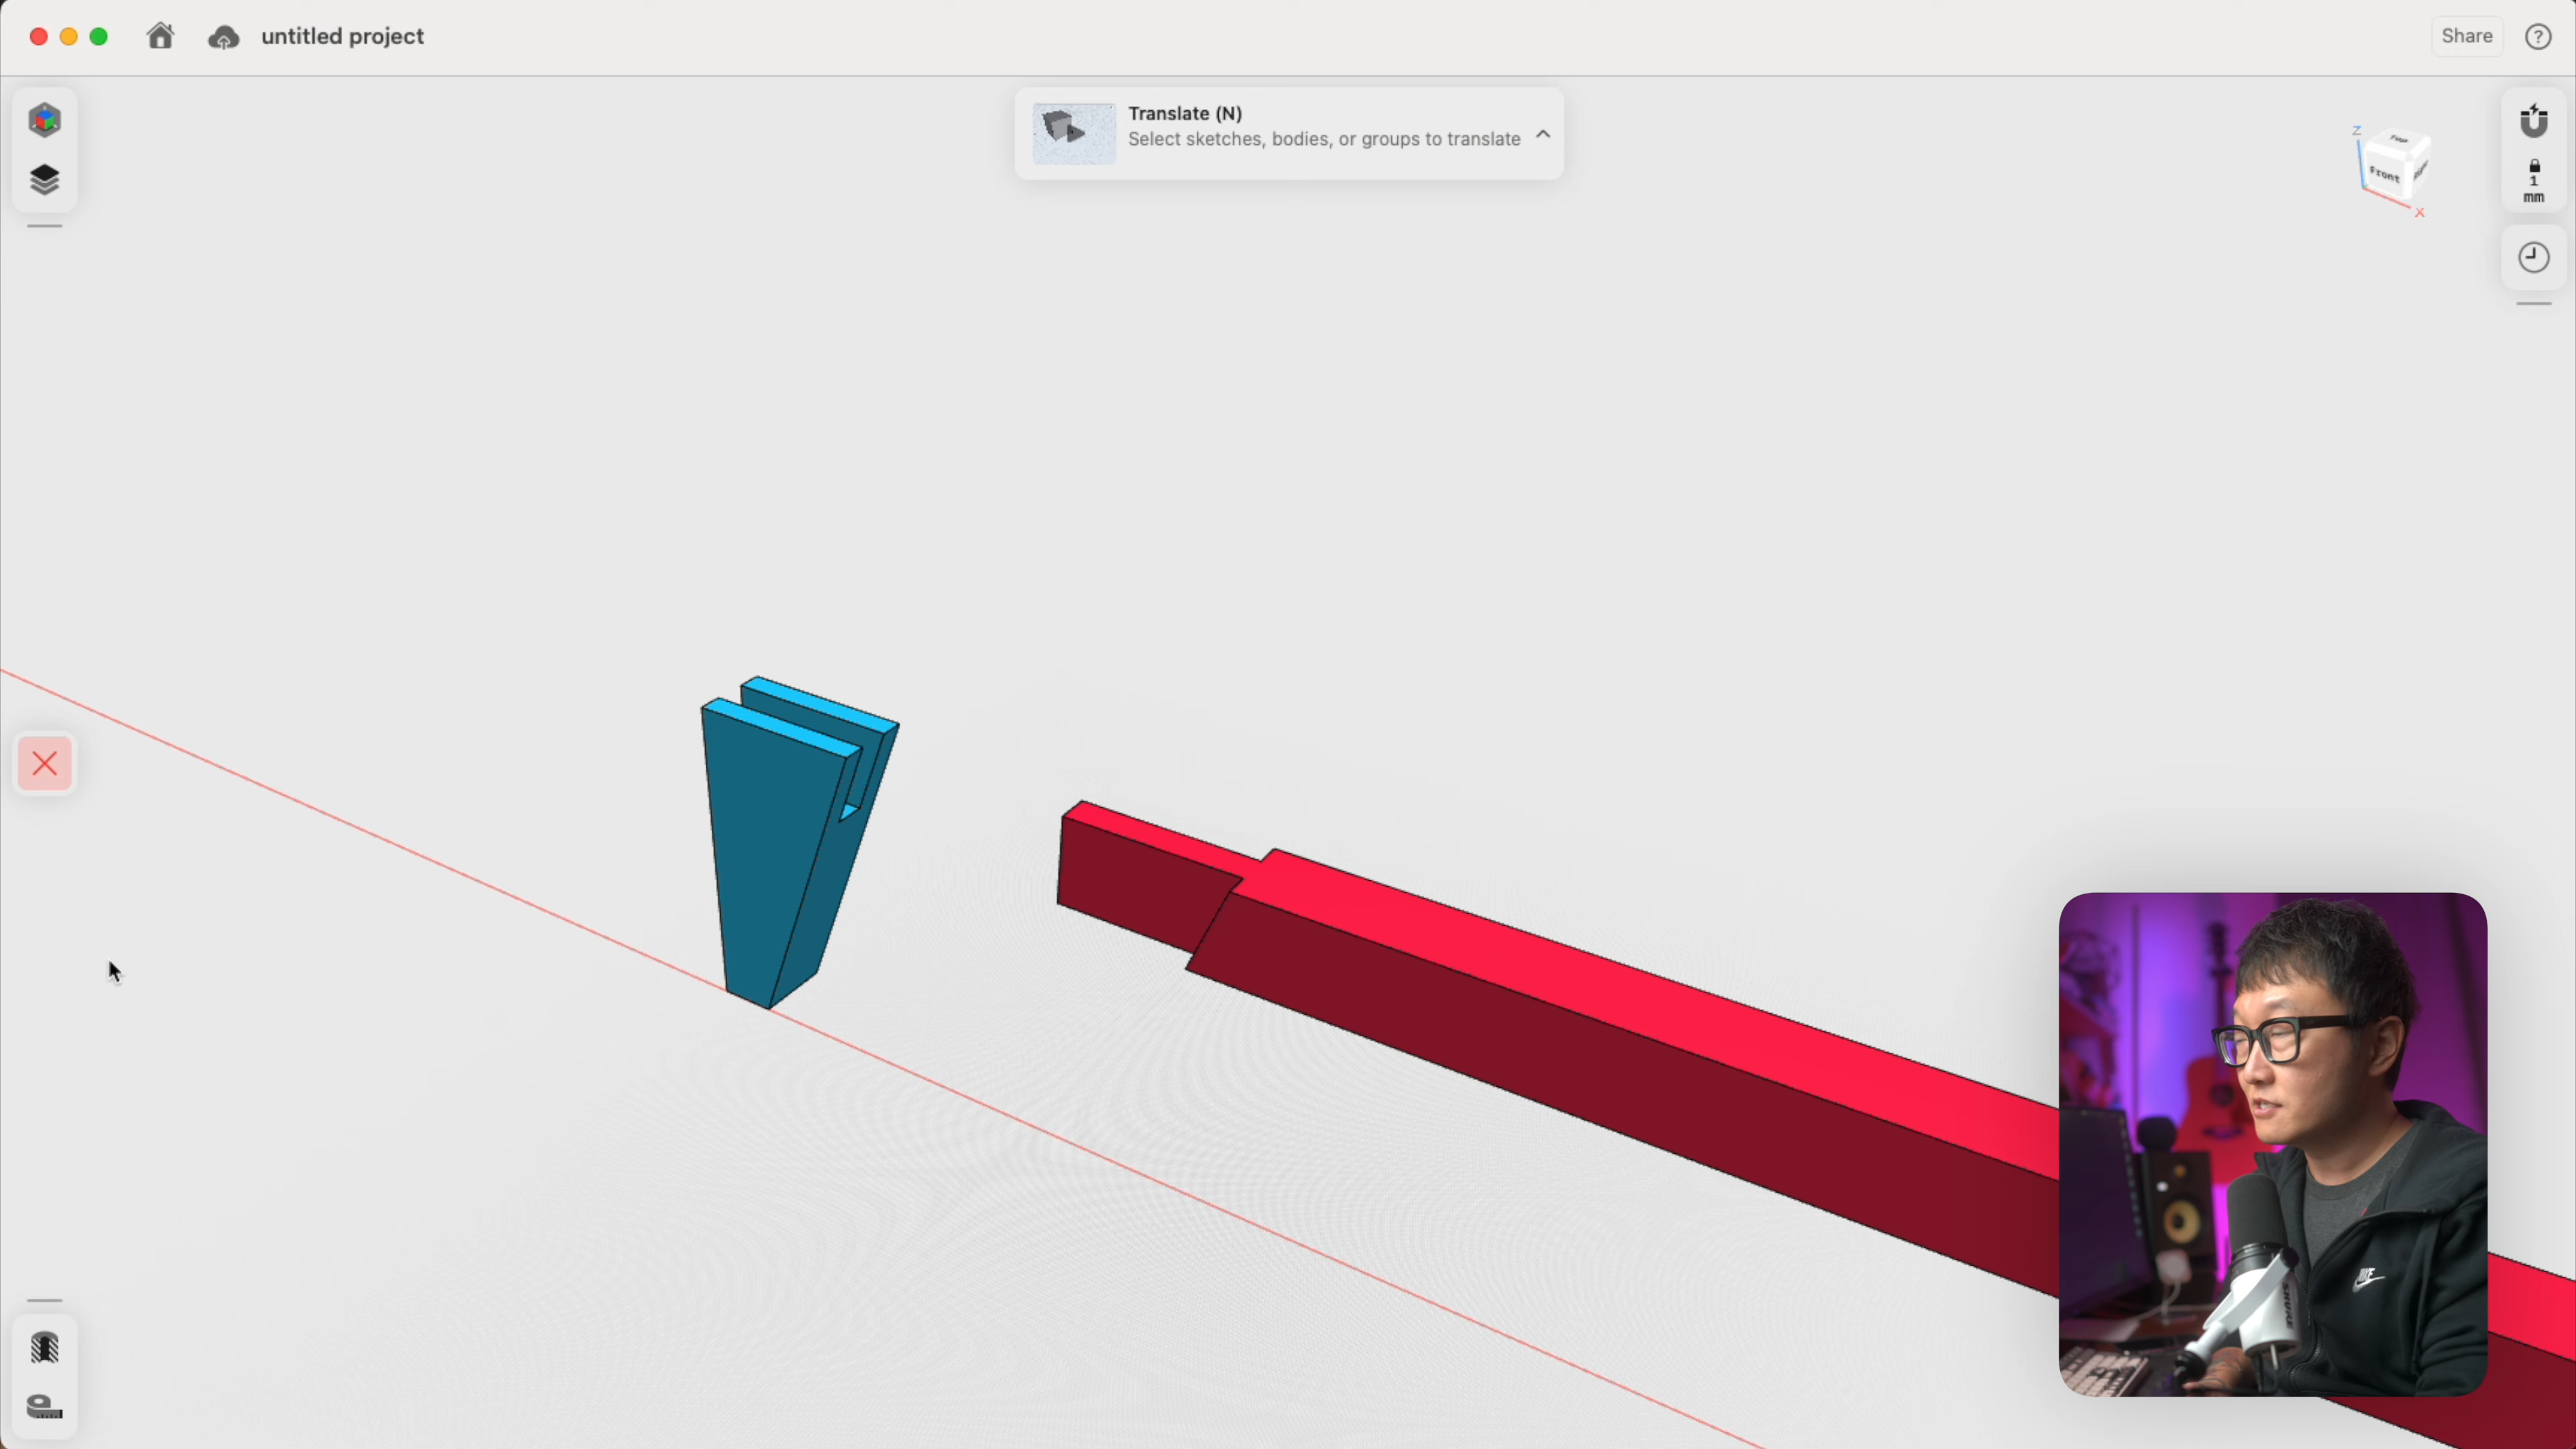 untitled project
Share
?
Translate (N)
Select sketches, bodies, or groups to translate
Z
Front
X
1
mm